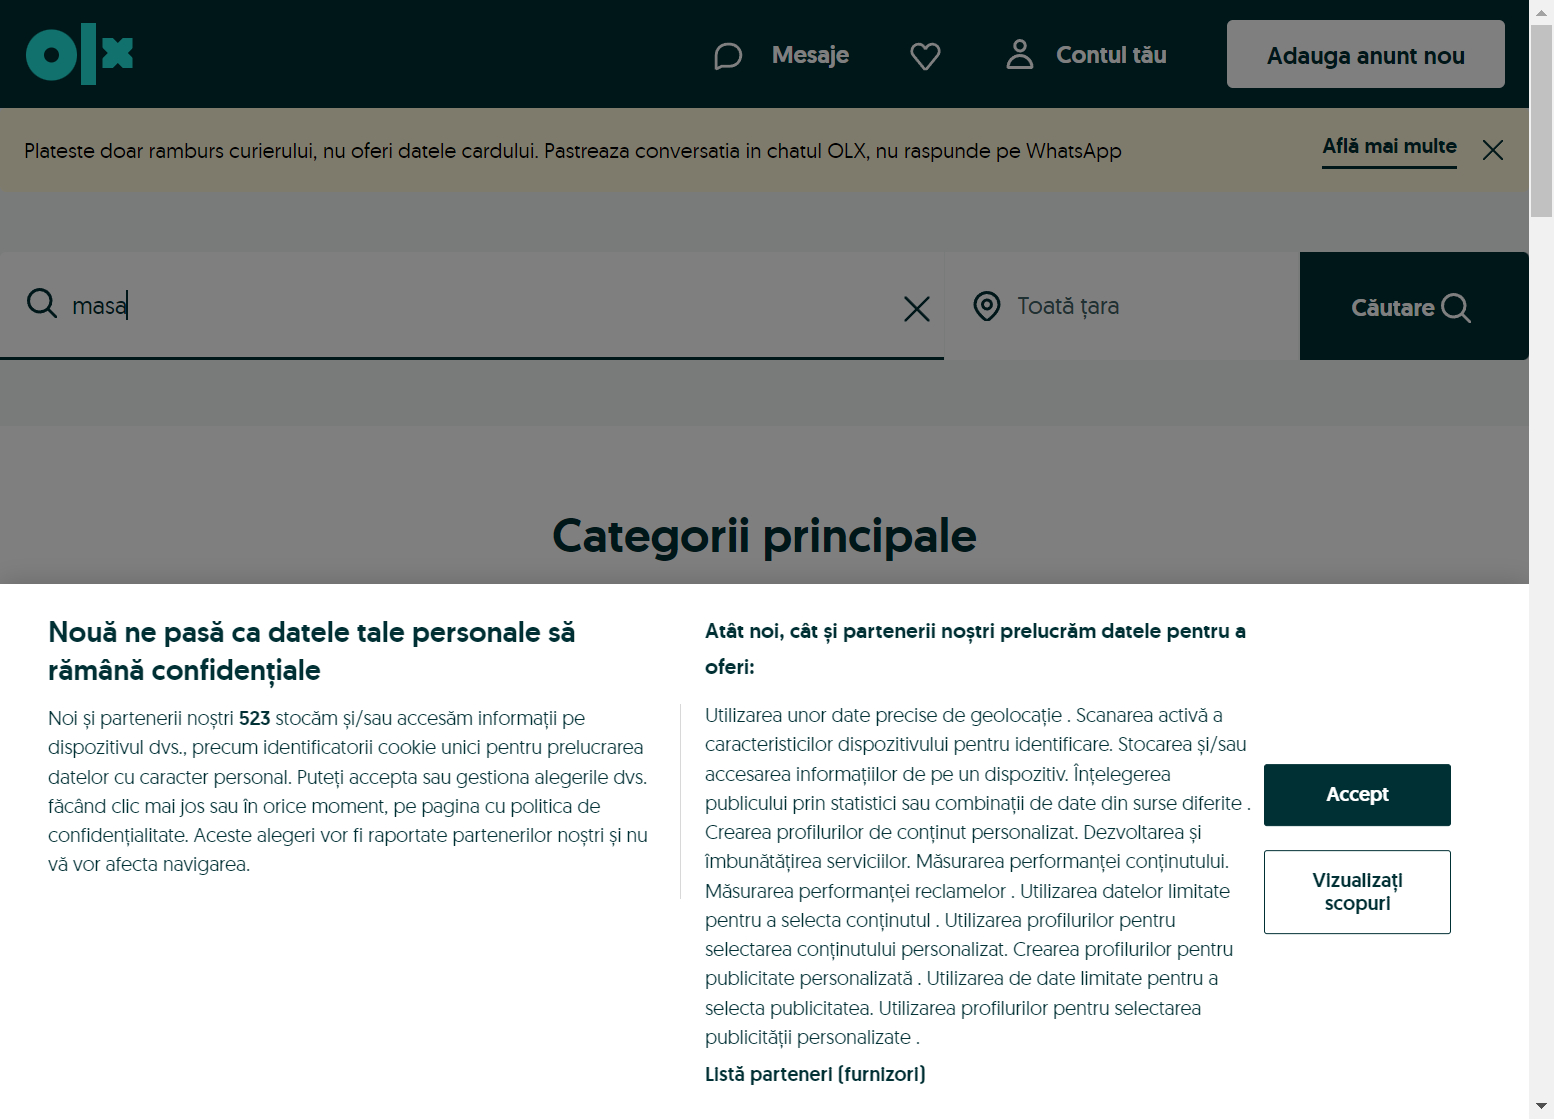 olx
Mesaje
Contul tău
Adauga anunt nou
Plateste doar ramburs curierului, nu oferi datele cardului. Pastreaza conversatia in chatul OLX, nu raspunde pe WhatsApp
Află mai multe
masa
Toată țara
Căutare
Categorii principale
Nouă ne pasă ca datele tale personale să
rămână confidențiale
Noi și partenerii noștri 523 stocăm și/sau accesăm informații pe
dispozitivul dvs., precum identificatorii cookie unici pentru prelucrarea
datelor cu caracter personal. Puteți accepta sau gestiona alegerile dvs.
făcând clic mai jos sau în orice moment, pe pagina cu politica de
confidențialitate. Aceste alegeri vor fi raportate partenerilor noștri și nu
vă vor afecta navigarea.
Atât noi, cât și partenerii noștri prelucrăm datele pentru a
oferi:
Utilizarea unor date precise de geolocație . Scanarea activă a
caracteristicilor dispozitivului pentru identificare. Stocarea și/sau
accesarea informațiilor de pe un dispozitiv. Înțelegerea
publicului prin statistici sau combinații de date din surse diferite .
Crearea profilurilor de conținut personalizat. Dezvoltarea și
îmbunătățirea serviciilor. Măsurarea performanței conținutului.
Măsurarea performanței reclamelor . Utilizarea datelor limitate
pentru a selecta conținutul . Utilizarea profilurilor pentru
selectarea conținutului personalizat. Crearea profilurilor pentru
publicitate personalizată . Utilizarea de date limitate pentru a
selecta publicitatea. Utilizarea profilurilor pentru selectarea
publicității personalizate .
Listă parteneri (furnizori)
Accept
Vizualizați
scopuri